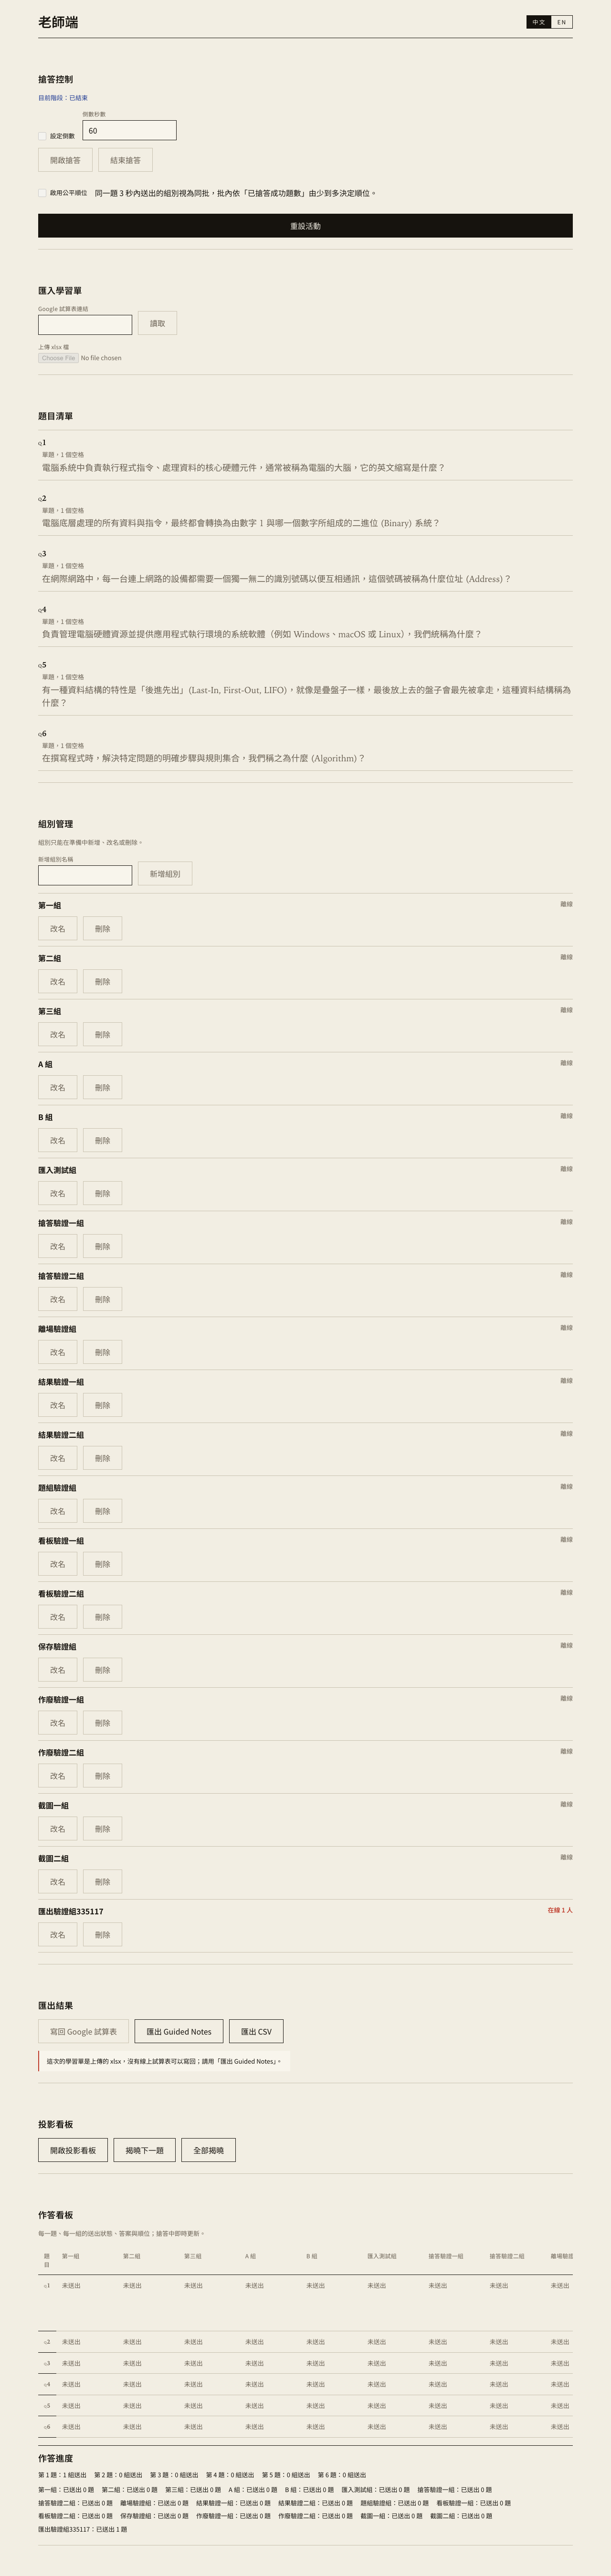 老師端
中文 EN
搶答控制
目前階段：已結束
倒數秒數
設定倒數 60
開啟搶答 結束搶答
啟用公平順位 同一題 3 秒內送出的組別視為同批，批內依「已搶答成功題數」由少到多決定順位。
重設活動
匯入學習單
Google 試算表連結
讀取
上傳 xlsx 檔
Choose File No file chosen
題目清單
Q1
單題，1 個空格
電腦系統中負責執行程式指令、處理資料的核心硬體元件，通常被稱為電腦的大腦，它的英文縮寫是什麼？
Q2
單題，1 個空格
電腦底層處理的所有資料與指令，最終都會轉換為由數字 1 與哪一個數字所組成的二進位 (Binary) 系統？
Q3
單題，1 個空格
在網際網路中，每一台連上網路的設備都需要一個獨一無二的識別號碼以便互相通訊，這個號碼被稱為什麼位址 (Address)？
Q4
單題，1 個空格
負責管理電腦硬體資源並提供應用程式執行環境的系統軟體（例如 Windows、macOS 或 Linux），我們統稱為什麼？
Q5
單題，1 個空格
有一種資料結構的特性是「後進先出」(Last-In, First-Out, LIFO)，就像是疊盤子一樣，最後放上去的盤子會最先被拿走，這種資料結構稱為
什麼？
Q6
單題，1 個空格
在撰寫程式時，解決特定問題的明確步驟與規則集合，我們稱之為什麼 (Algorithm)？
組別管理
組別只能在準備中新增、改名或刪除。
新增組別名稱
新增組別
第一組 離線
改名 刪除
第二組 離線
改名 刪除
第三組 離線
改名 刪除
A 組 離線
改名 刪除
B 組 離線
改名 刪除
匯入測試組 離線
改名 刪除
搶答驗證一組 離線
改名 刪除
搶答驗證二組 離線
改名 刪除
離場驗證組 離線
改名 刪除
結果驗證一組 離線
改名 刪除
結果驗證二組 離線
改名 刪除
題組驗證組 離線
改名 刪除
看板驗證一組 離線
改名 刪除
看板驗證二組 離線
改名 刪除
保存驗證組 離線
改名 刪除
作廢驗證一組 離線
改名 刪除
作廢驗證二組 離線
改名 刪除
截圖一組 離線
改名 刪除
截圖二組 離線
改名 刪除
匯出驗證組335117 在線 1 人
改名 刪除
匯出結果
寫回 Google 試算表 匯出 Guided Notes 匯出 CSV
這次的學習單是上傳的 xlsx，沒有線上試算表可以寫回；請用「匯出 Guided Notes」。
投影看板
開啟投影看板 揭曉下一題 全部揭曉
作答看板
每一題、每一組的送出狀態、答案與順位；搶答中即時更新。
題目 第一組 第二組 第三組 A 組 B 組 匯入測試組 搶答驗證一組 搶答驗證二組 離場驗證
Q1 未送出 未送出 未送出 未送出 未送出 未送出 未送出 未送出 未送出
Q2 未送出 未送出 未送出 未送出 未送出 未送出 未送出 未送出 未送出
Q3 未送出 未送出 未送出 未送出 未送出 未送出 未送出 未送出 未送出
Q4 未送出 未送出 未送出 未送出 未送出 未送出 未送出 未送出 未送出
Q5 未送出 未送出 未送出 未送出 未送出 未送出 未送出 未送出 未送出
Q6 未送出 未送出 未送出 未送出 未送出 未送出 未送出 未送出 未送出
作答進度
第 1 題：1 組送出 第 2 題：0 組送出 第 3 題：0 組送出 第 4 題：0 組送出 第 5 題：0 組送出 第 6 題：0 組送出
第一組：已送出 0 題 第二組：已送出 0 題 第三組：已送出 0 題 A 組：已送出 0 題 B 組：已送出 0 題 匯入測試組：已送出 0 題 搶答驗證一組：已送出 0 題
搶答驗證二組：已送出 0 題 離場驗證組：已送出 0 題 結果驗證一組：已送出 0 題 結果驗證二組：已送出 0 題 題組驗證組：已送出 0 題 看板驗證一組：已送出 0 題
看板驗證二組：已送出 0 題 保存驗證組：已送出 0 題 作廢驗證一組：已送出 0 題 作廢驗證二組：已送出 0 題 截圖一組：已送出 0 題 截圖二組：已送出 0 題
匯出驗證組335117：已送出 1 題